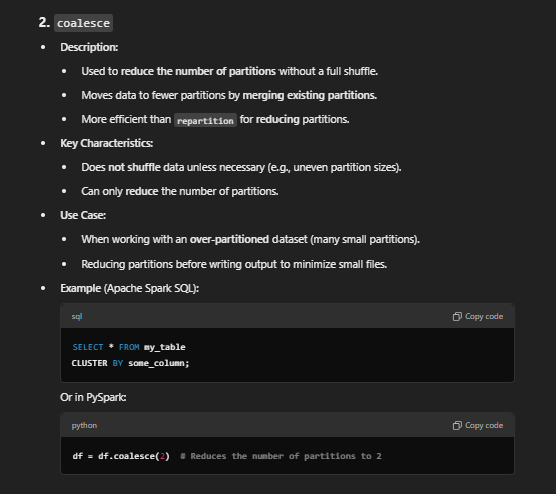 2. coalesce
Description:
Used to reduce the number of partitions without a full shuffle.
Moves data to fewer partitions by merging existing partitions.
More efficient than repartition for reducing partitions.
Key Characteristics:
Does not shuffle data unless necessary (e.g., uneven partition sizes).
Can only reduce the number of partitions.
Use Case:
When working with an over-partitioned dataset (many small partitions).
Reducing partitions before writing output to minimize small files.
Example (Apache Spark SQL):
sql Copy code
SELECT * FROM my_table
CLUSTER BY some_column;
Or in PySpark:
python Copy code
df = df.coalesce(2) # Reduces the number of partitions to 2